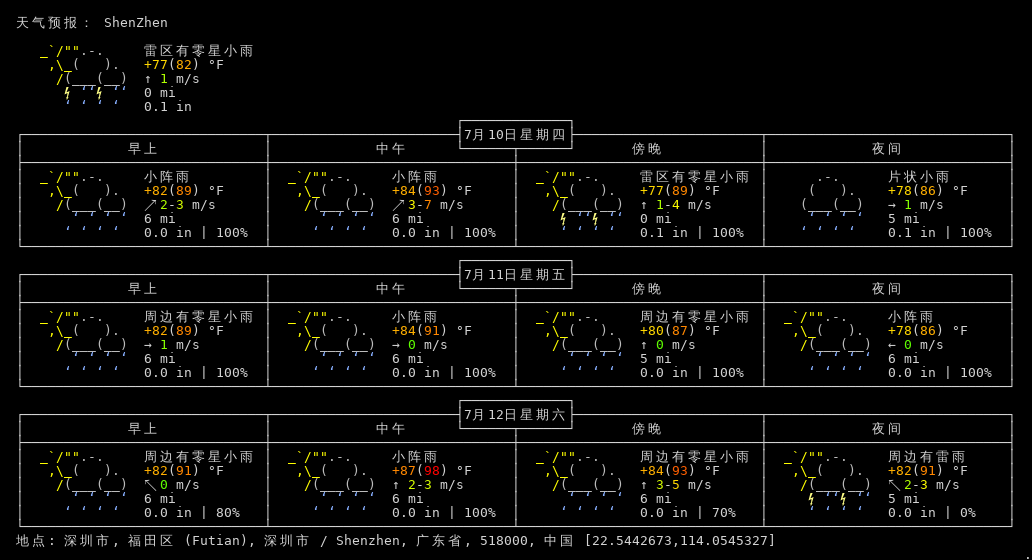 天气预报： ShenZhen
雷区有零星小雨
+77(82) °F
↑ 1 m/s
0 mi
0.1 in
7月10日星期四
早上 中午 傍晚 夜间
小阵雨 小阵雨 雷区有零星小雨 片状小雨
+82(89) °F +84(93) °F +77(89) °F +78(86) °F
↗ 2-3 m/s ↗ 3-7 m/s ↑ 1-4 m/s → 1 m/s
6 mi 6 mi 0 mi 5 mi
0.0 in | 100% 0.0 in | 100% 0.1 in | 100% 0.1 in | 100%
7月11日星期五
早上 中午 傍晚 夜间
周边有零星小雨 小阵雨 周边有零星小雨 小阵雨
+82(89) °F +84(91) °F +80(87) °F +78(86) °F
→ 1 m/s → 0 m/s ↑ 0 m/s ← 0 m/s
6 mi 6 mi 5 mi 6 mi
0.0 in | 100% 0.0 in | 100% 0.0 in | 100% 0.0 in | 100%
7月12日星期六
早上 中午 傍晚 夜间
周边有零星小雨 小阵雨 周边有零星小雨 周边有雷雨
+82(91) °F +87(98) °F +84(93) °F +82(91) °F
↖ 0 m/s ↑ 2-3 m/s ↑ 3-5 m/s ↖ 2-3 m/s
6 mi 6 mi 6 mi 5 mi
0.0 in | 80% 0.0 in | 100% 0.0 in | 70% 0.0 in | 0%
地点: 深圳市, 福田区 (Futian), 深圳市 / Shenzhen, 广东省, 518000, 中国 [22.5442673,114.0545327]